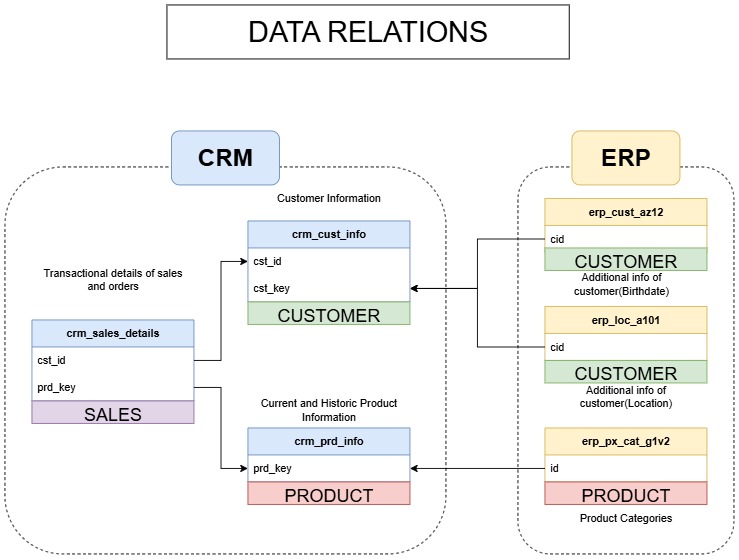 DATA RELATIONS
CRM
ERP
Customer Information
crm_cust_info
cst_id
cst_key
CUSTOMER
Transactional details of sales
and orders
crm_sales_details
cst_id
prd_key
SALES
Current and Historic Product
Information
crm_prd_info
prd_key
PRODUCT
erp_cust_az12
cid
CUSTOMER
Additional info of
customer(Birthdate)
erp_loc_a101
cid
CUSTOMER
Additional info of
customer(Location)
erp_px_cat_g1v2
id
PRODUCT
Product Categories